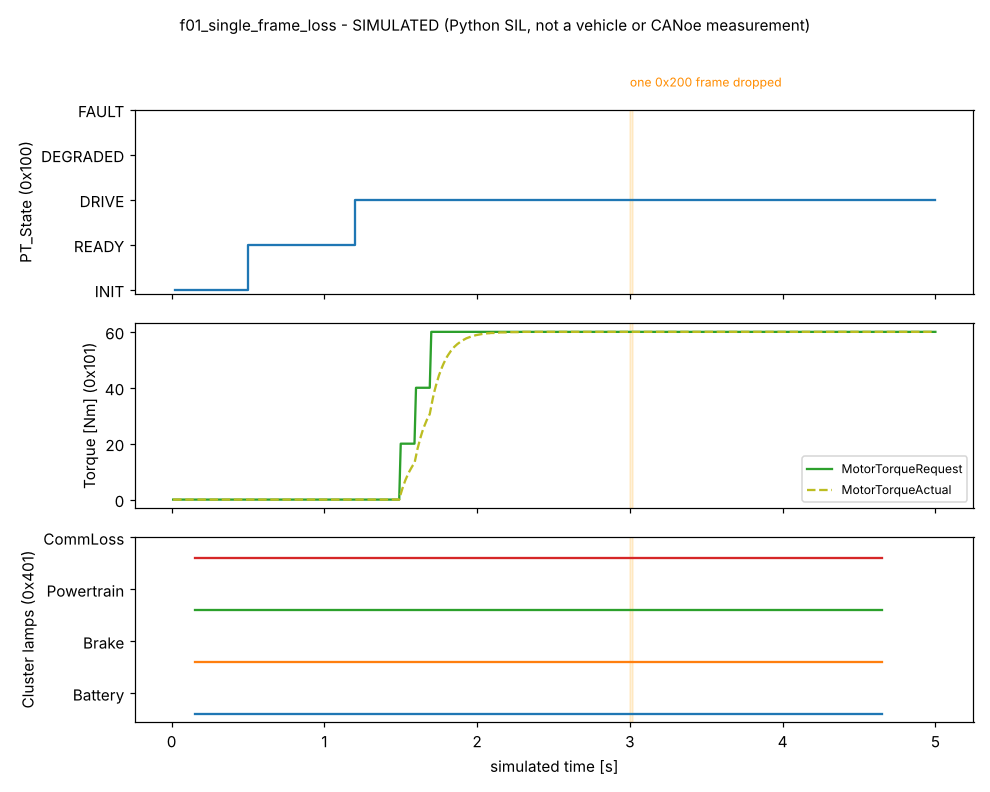 f01_single_frame_loss - SIMULATED (Python SIL, not a vehicle or CANoe measurement)
one 0x200 frame dropped
PT_State (0x100)
FAULT
DEGRADED
DRIVE
READY
INIT
Torque [Nm] (0x101)
60
40
20
0
MotorTorqueRequest
MotorTorqueActual
Cluster lamps (0x401)
CommLoss
Powertrain
Brake
Battery
0 1 2 3 4 5
simulated time [s]